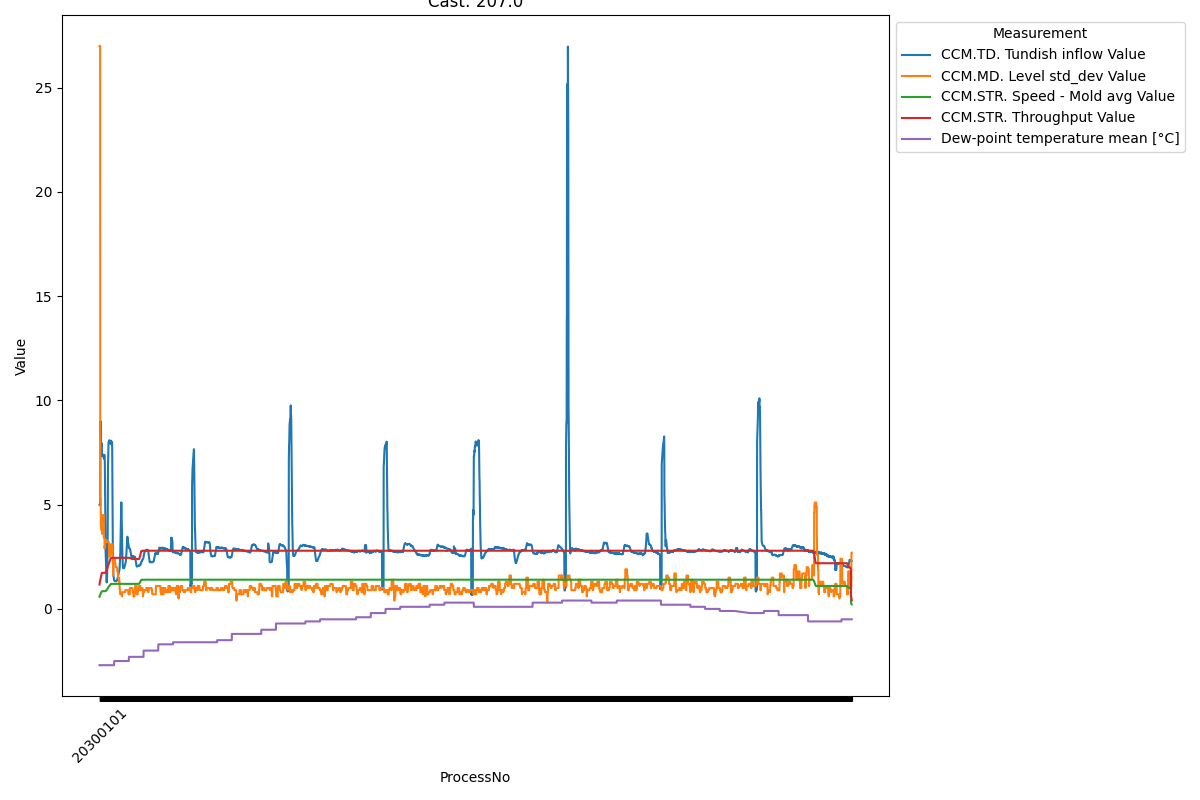 Cast: 207.0
Measurement
CCM.TD. Tundish inflow Value
CCM.MD. Level std_dev Value
CCM.STR. Speed - Mold avg Value
CCM.STR. Throughput Value
Dew-point temperature mean [°C]
Value
25
20
15
10
5
0
20300101
ProcessNo